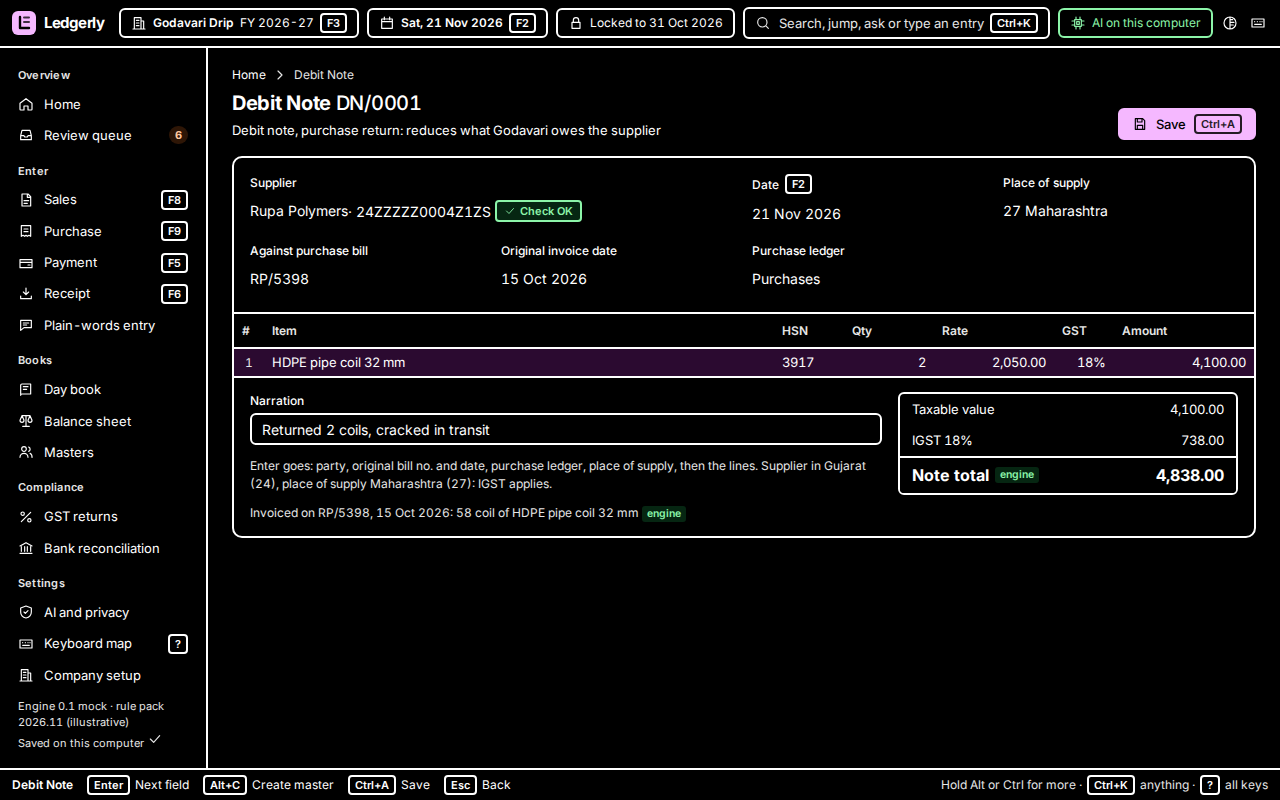 Ledgerly
Godavari Drip FY 2026-27 F3
Sat, 21 Nov 2026 F2
Locked to 31 Oct 2026
Search, jump, ask or type an entry Ctrl+K
AI on this computer
Overview
Home
Review queue 6
Enter
Sales F8
Purchase F9
Payment F5
Receipt F6
Plain-words entry
Books
Day book
Balance sheet
Masters
Compliance
GST returns
Bank reconciliation
Settings
AI and privacy
Keyboard map ?
Company setup
Engine 0.1 mock · rule pack
2026.11 (illustrative)
Saved on this computer
Home > Debit Note
Debit Note DN/0001
Debit note, purchase return: reduces what Godavari owes the supplier
Save Ctrl+A
Supplier
Rupa Polymers· 24ZZZZZ0004Z1ZS Check OK
Date F2
21 Nov 2026
Place of supply
27 Maharashtra
Against purchase bill
RP/5398
Original invoice date
15 Oct 2026
Purchase ledger
Purchases
# Item HSN Qty Rate GST Amount
1 HDPE pipe coil 32 mm 3917 2 2,050.00 18% 4,100.00
Narration
Returned 2 coils, cracked in transit
Enter goes: party, original bill no. and date, purchase ledger, place of supply, then the lines. Supplier in Gujarat
(24), place of supply Maharashtra (27): IGST applies.
Invoiced on RP/5398, 15 Oct 2026: 58 coil of HDPE pipe coil 32 mm engine
Taxable value 4,100.00
IGST 18% 738.00
Note total engine 4,838.00
Debit Note Enter Next field Alt+C Create master Ctrl+A Save Esc Back
Hold Alt or Ctrl for more · Ctrl+K anything · ? all keys